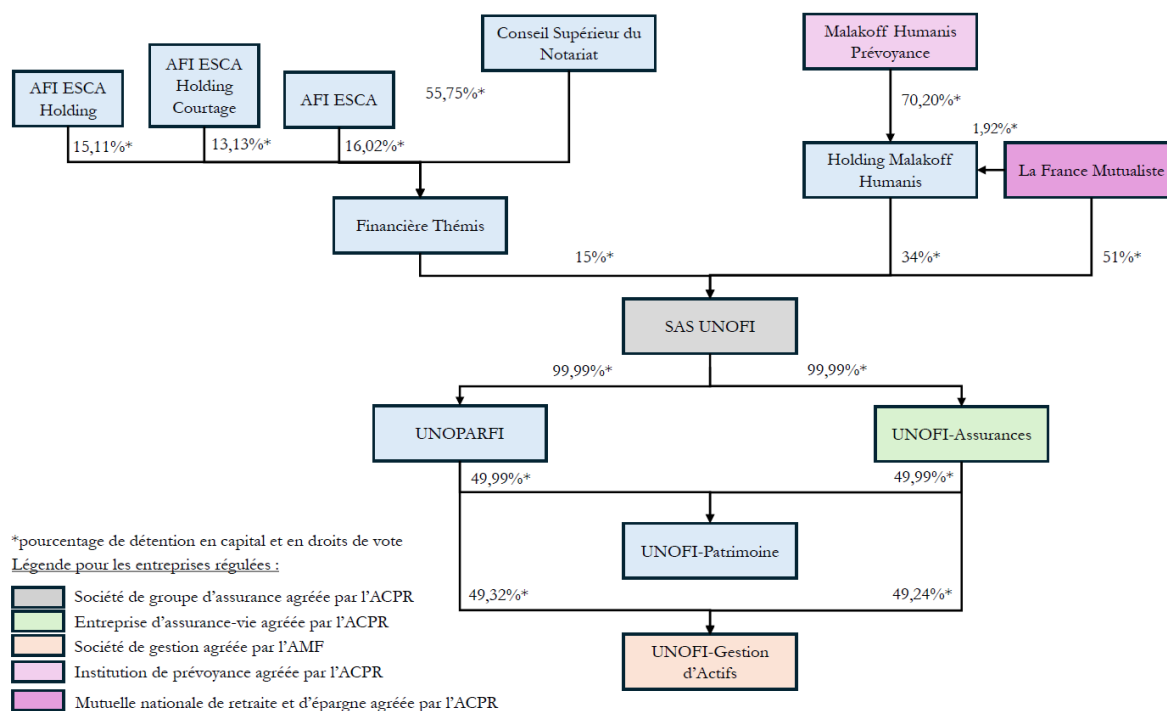 Conseil Supérieur du
Notariat
Malakoff Humanis
Prévoyance
AFI ESCA
Holding
AFI ESCA
Holding
Courtage
AFI ESCA
55,75%*
70,20%*
15,11%*
13,13%*
16,02%*
1,92%*
Holding Malakoff
Humanis
La France Mutualiste
Financière Thémis
15%*
34%*
51%*
SAS UNOFI
99,99%*
99,99%*
UNOPARFI
UNOFI-Assurances
49,99%*
49,99%*
UNOFI-Patrimoine
49,32%*
49,24%*
UNOFI-Gestion
d'Actifs
*pourcentage de détention en capital et en droits de vote
Légende pour les entreprises régulées :
Société de groupe d'assurance agréée par l'ACPR
Entreprise d'assurance-vie agréée par l'ACPR
Société de gestion agréée par l'AMF
Institution de prévoyance agréée par l'ACPR
Mutuelle nationale de retraite et d'épargne agréée par l'ACPR